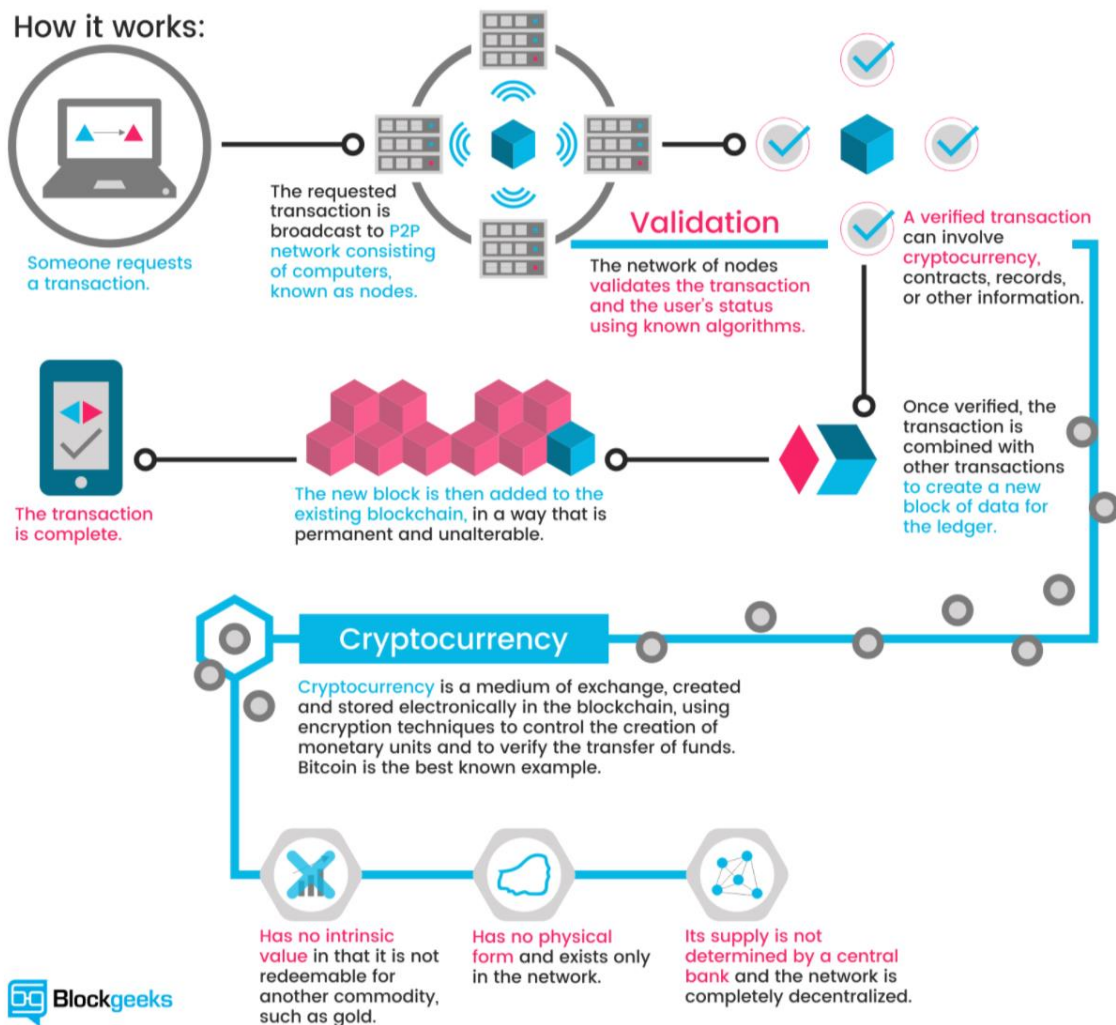 How it works:
Someone requests
a transaction.
The requested
transaction is
broadcast to P2P
network consisting
of computers,
known as nodes.
Validation
The network of nodes
validates the transaction
and the user's status
using known algorithms.
A verified transaction
can involve
cryptocurrency,
contracts, records,
or other information.
Once verified, the
transaction is
combined with
other transactions
to create a new
block of data for
the ledger.
The new block is then added to the
existing blockchain, in a way that is
permanent and unalterable.
The transaction
is complete.
Cryptocurrency
Cryptocurrency is a medium of exchange, created
and stored electronically in the blockchain, using
encryption techniques to control the creation of
monetary units and to verify the transfer of funds.
Bitcoin is the best known example.
Has no intrinsic
value in that it is not
redeemable for
another commodity,
such as gold.
Has no physical
form and exists only
in the network.
Its supply is not
determined by a central
bank and the network is
completely decentralized.
Blockgeeks